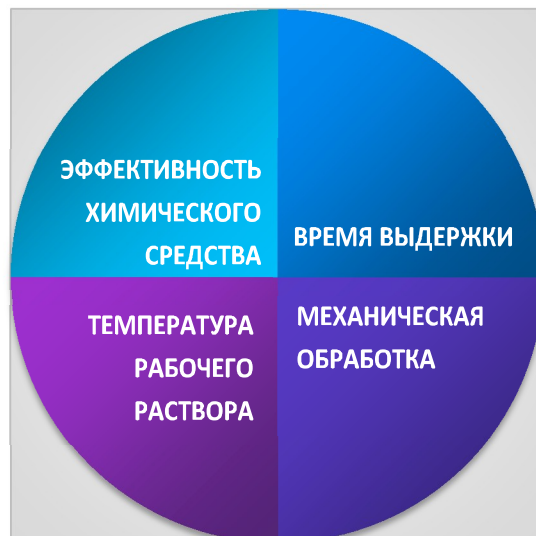 ЭФФЕКТИВНОСТЬ
ХИМИЧЕСКОГО
СРЕДСТВА
ВРЕМЯ ВЫДЕРЖКИ
ТЕМПЕРАТУРА
РАБОЧЕГО
РАСТВОРА
МЕХАНИЧЕСКАЯ
ОБРАБОТКА